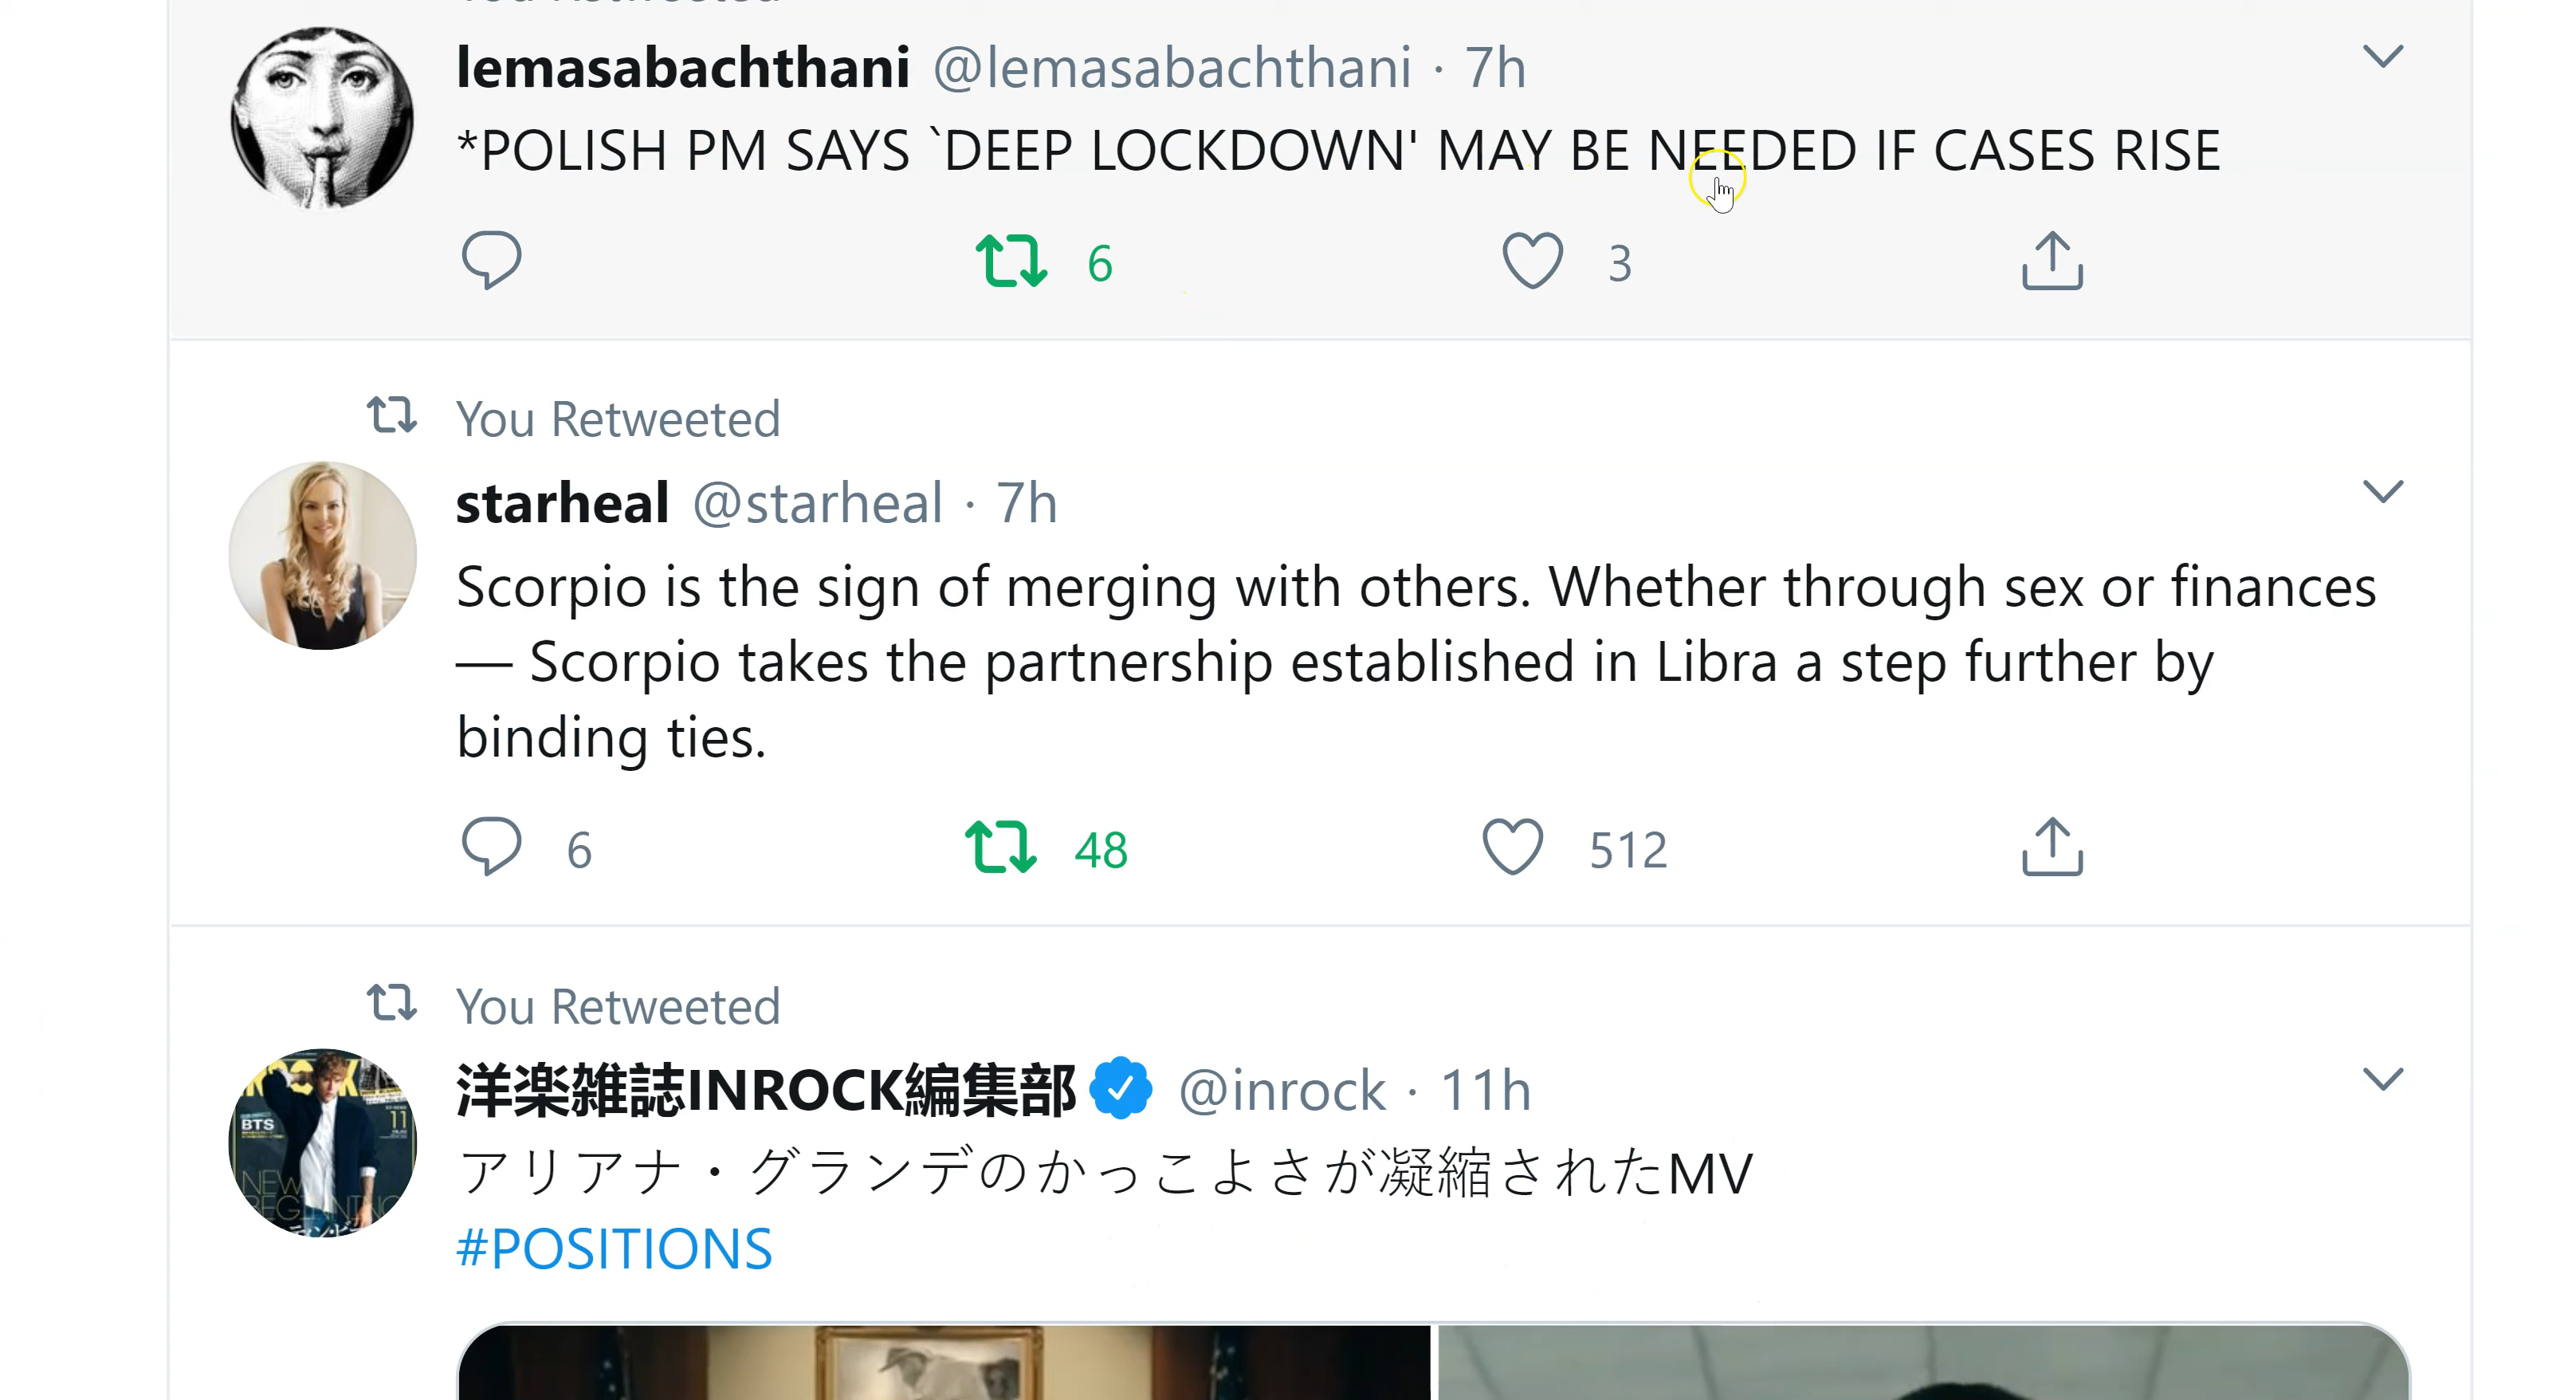 lemasabachthani @lemasabachthani · 7h
*POLISH PM SAYS `DEEP LOCKDOWN' MAY BE NEEDED IF CASES RISE
6 3
You Retweeted
starheal @starheal · 7h
Scorpio is the sign of merging with others. Whether through sex or finances
— Scorpio takes the partnership established in Libra a step further by
binding ties.
6 48 512
You Retweeted
洋楽雑誌INROCK編集部 @inrock · 11h
BTS
11
NEW
BEGINNING
アリアナ・グランデのかっこよさが凝縮されたMV
#POSITIONS